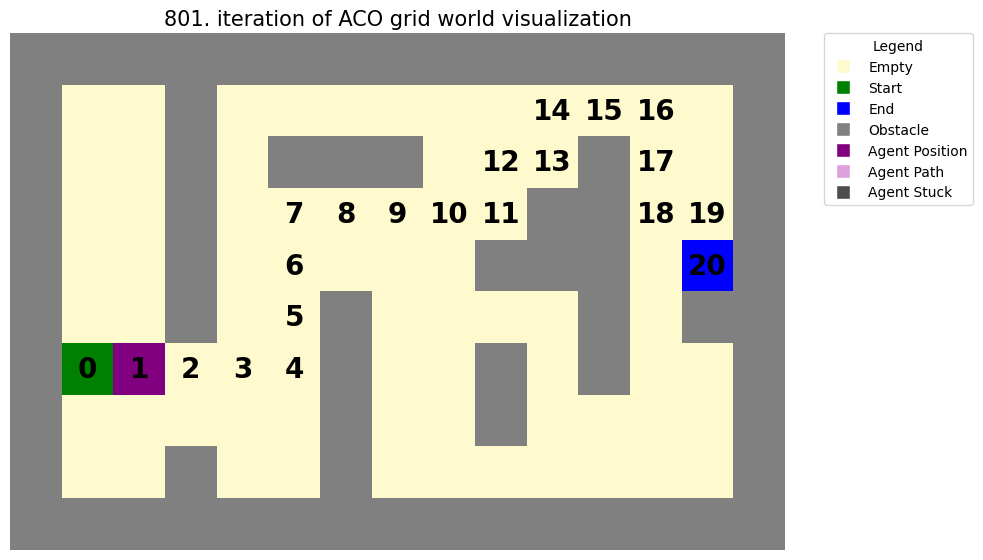 801. iteration of ACO grid world visualization
14 15 16
12 13 17
7 8 9 10 11 18 19
6 20
5
0 1 2 3 4
Legend
Empty
Start
End
Obstacle
Agent Position
Agent Path
Agent Stuck